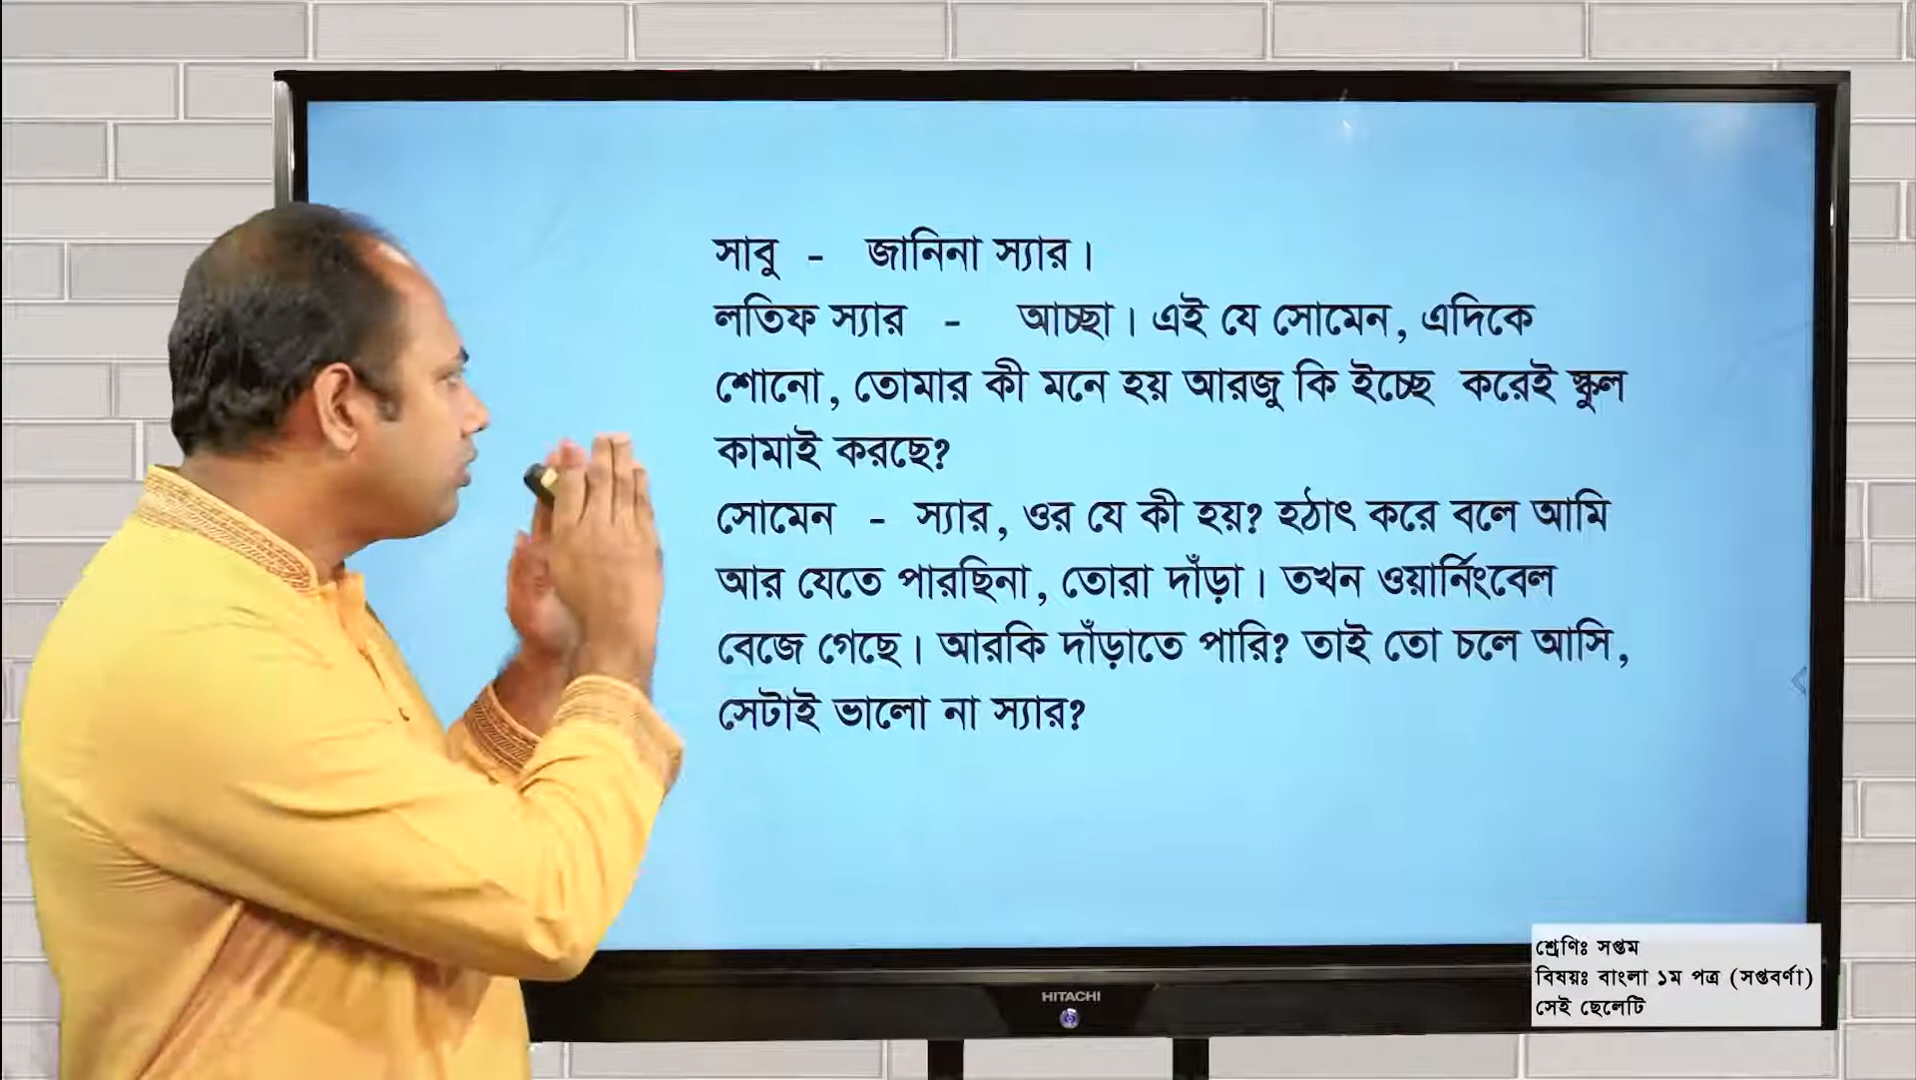 সাবু - জানিনা স্যার।
লতিফ স্যার - আচ্ছা। এই যে সোমেন, এদিকে
শোনো, তোমার কী মনে হয় আরজু কি ইচ্ছে করেই স্কুল
কামাই করছে?
সোমেন - স্যার, ওর যে কী হয়? হঠাৎ করে বলে আমি
আর যেতে পারছিনা, তোরা দাঁড়া। তখন ওয়ার্নিংবেল
বেজে গেছে। আরকি দাঁড়াতে পারি? তাই তো চলে আসি,
সেটাই ভালো না স্যার?
HITACHI
শ্রেণিঃ সপ্তম
বিষয়ঃ বাংলা ১ম পত্র (সপ্তবর্ণা)
সেই ছেলেটি